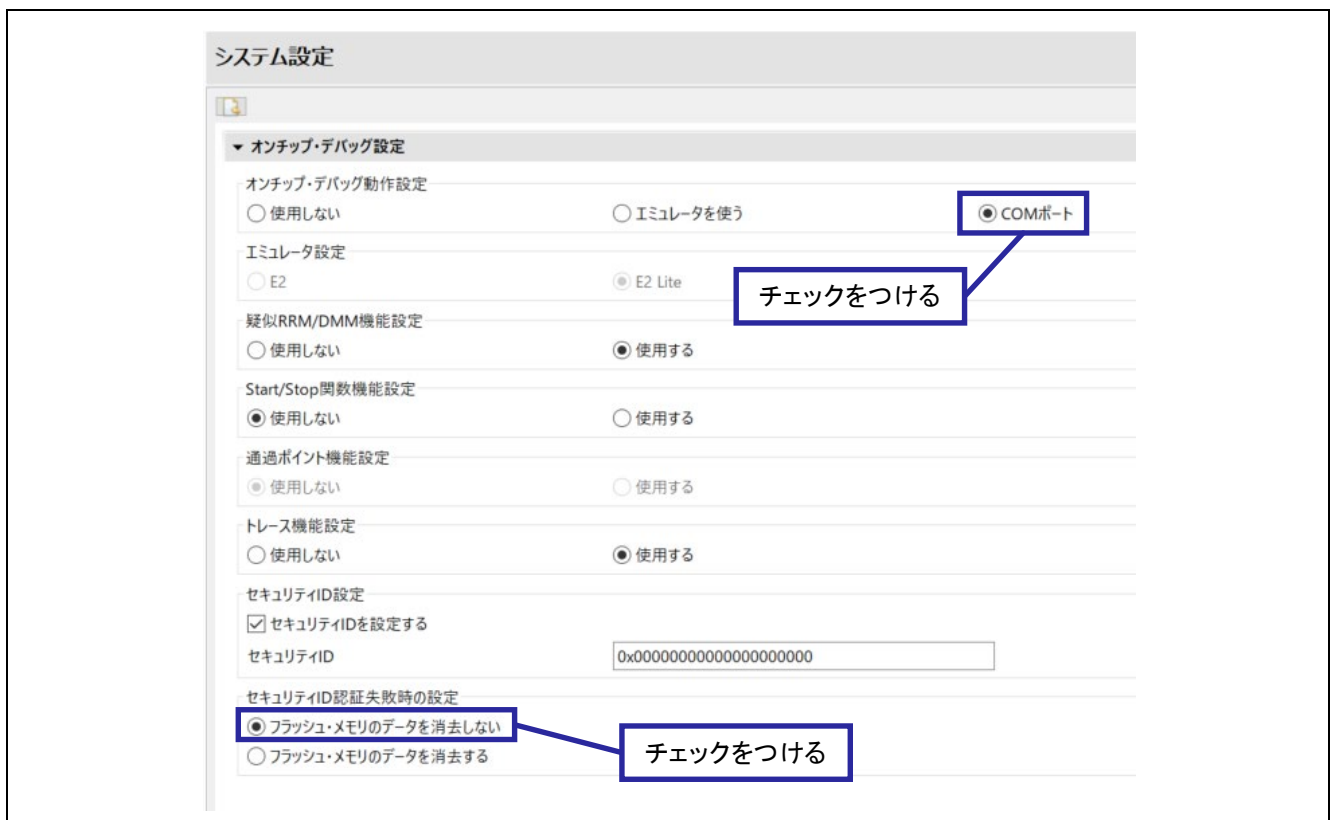 システム設定
オンチップ・デバッグ設定
オンチップ・デバッグ動作設定
使用しない エミュレータを使う COMポート
エミュレータ設定
E2 E2 Lite
チェックをつける
疑似RRM/DMM機能設定
使用しない 使用する
Start/Stop関数機能設定
使用しない 使用する
通過ポイント機能設定
使用しない 使用する
トレース機能設定
使用しない 使用する
セキュリティID設定
セキュリティIDを設定する
セキュリティID 0x00000000000000000000
セキュリティID認証失敗時の設定
フラッシュ・メモリのデータを消去しない
チェックをつける
フラッシュ・メモリのデータを消去する